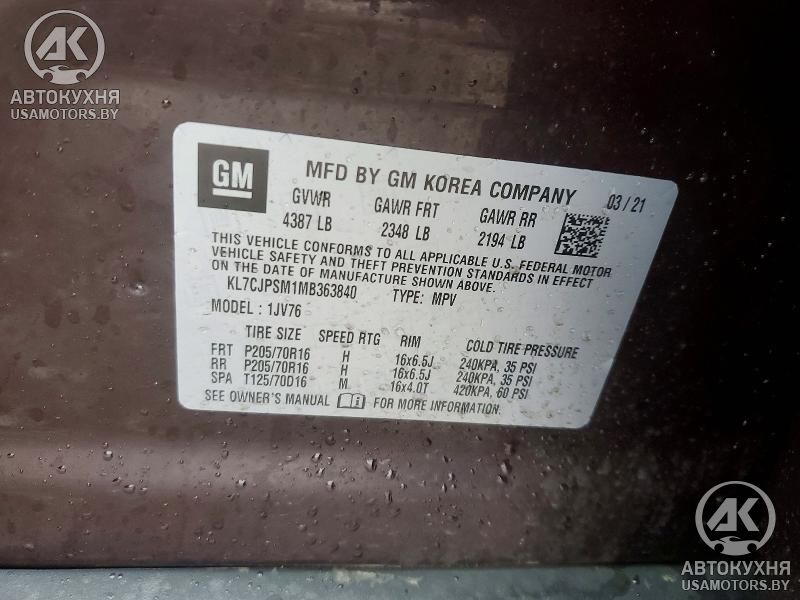 AK
АВТОКУХНЯ
USAMOTORS.BY
GM
MFD BY GM KOREA COMPANY 03 / 21
GVWR GAWR FRT GAWR RR
4387 LB 2348 LB 2194 LB
THIS VEHICLE CONFORMS TO ALL APPLICABLE U.S. FEDERAL MOTOR
VEHICLE SAFETY AND THEFT PREVENTION STANDARDS IN EFFECT
ON THE DATE OF MANUFACTURE SHOWN ABOVE.
KL7CJPSM1MB363840 TYPE: MPV
MODEL : 1JV76
TIRE SIZE SPEED RTG RIM COLD TIRE PRESSURE
FRT P205/70R16 H 16x6.5J 240KPA, 35 PSI
RR P205/70R16 H 16x6.5J 240KPA, 35 PSI
SPA T125/70D16 M 16x4.0T 420KPA, 60 PSI
SEE OWNER'S MANUAL i FOR MORE INFORMATION.
AK
АВТОКУХНЯ
USAMOTORS.BY